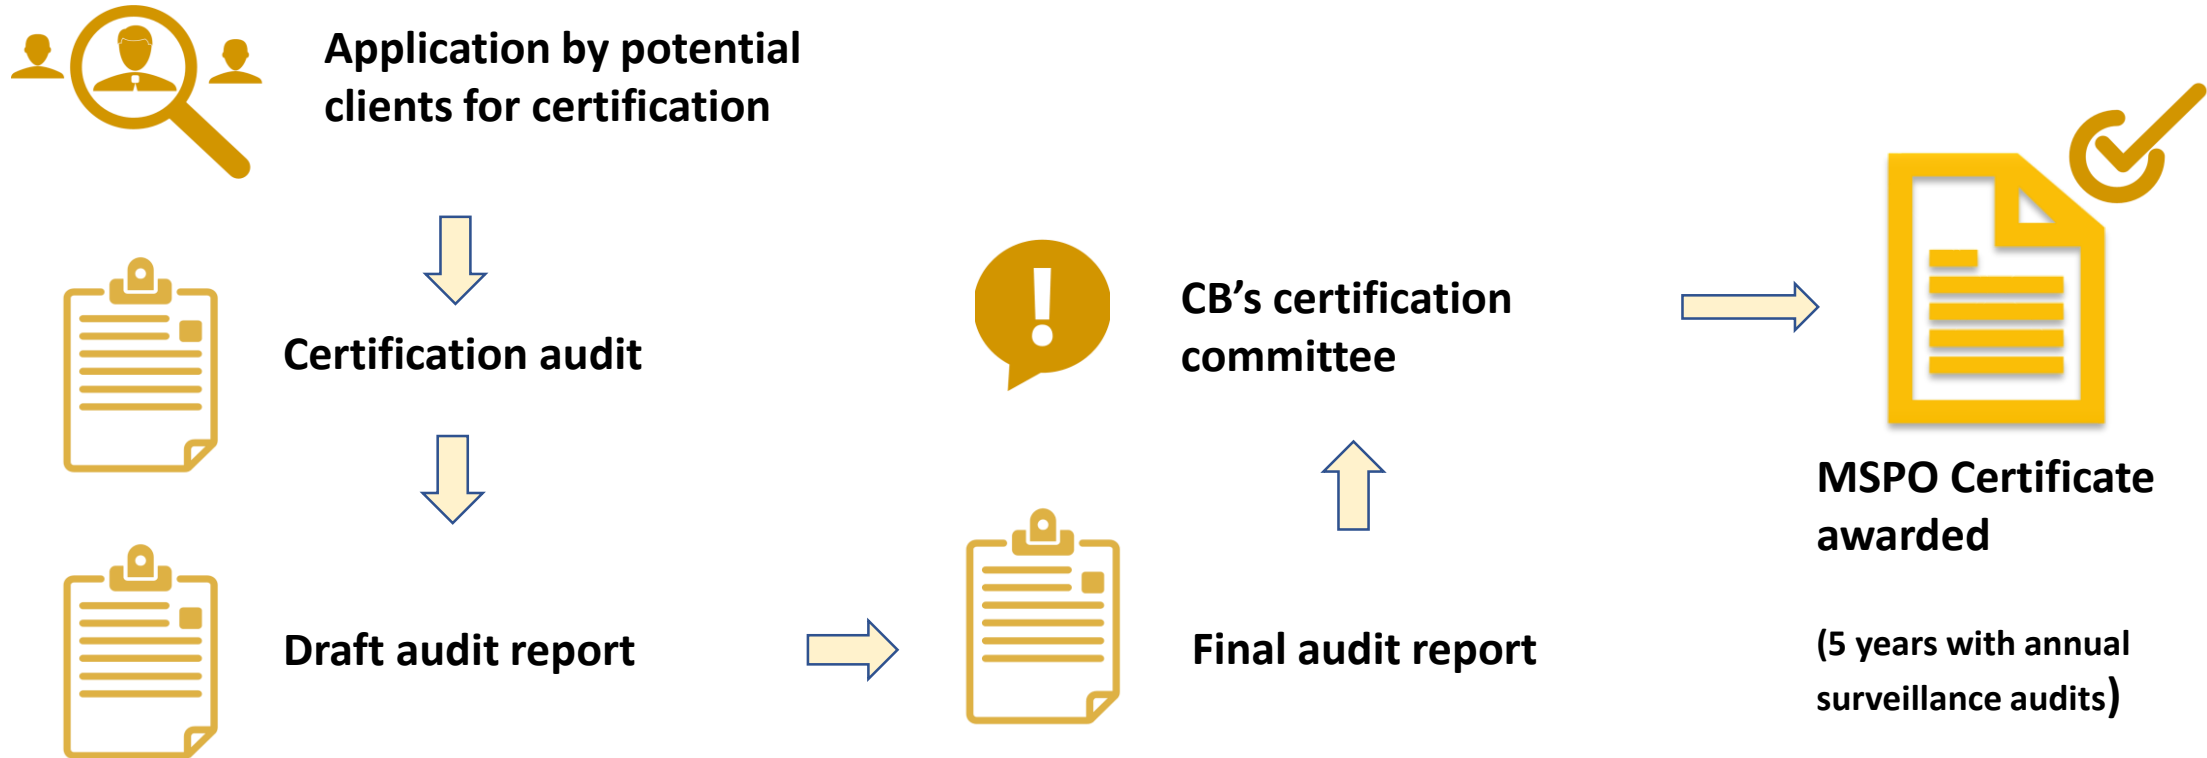 Application by potential
clients for certification
Certification audit
Draft audit report
Final audit report
CB’s certification
committee
MSPO Certificate
awarded
(5 years with annual
surveillance audits)